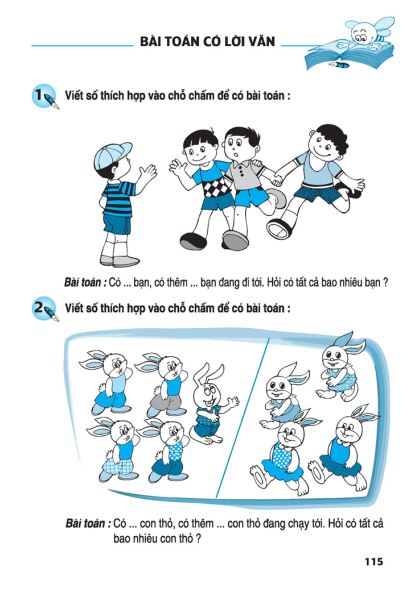 BÀI TOÁN CÓ LỜI VĂN
1 Viết số thích hợp vào chỗ chấm để có bài toán :
Bài toán : Có ... bạn, có thêm ... bạn đang đi tới. Hỏi có tất cả bao nhiêu bạn ?
2 Viết số thích hợp vào chỗ chấm để có bài toán :
Bài toán : Có ... con thỏ, có thêm ... con thỏ đang chạy tới. Hỏi có tất cả
bao nhiêu con thỏ ?
115